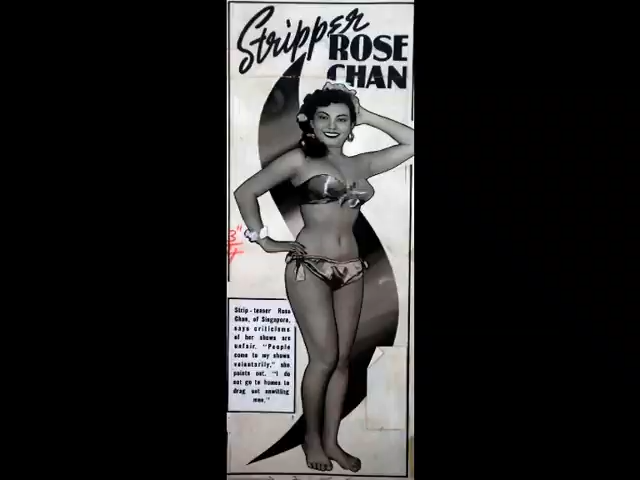 Stripper
ROSE
CHAN
3"
Strip-teaser Rose
Chan, of Singapore,
says criticisms
of her shows are
unfair. "People
come to my shows
voluntarily," she
points out. "I do
not go to homes to
drag out unwilling
men."